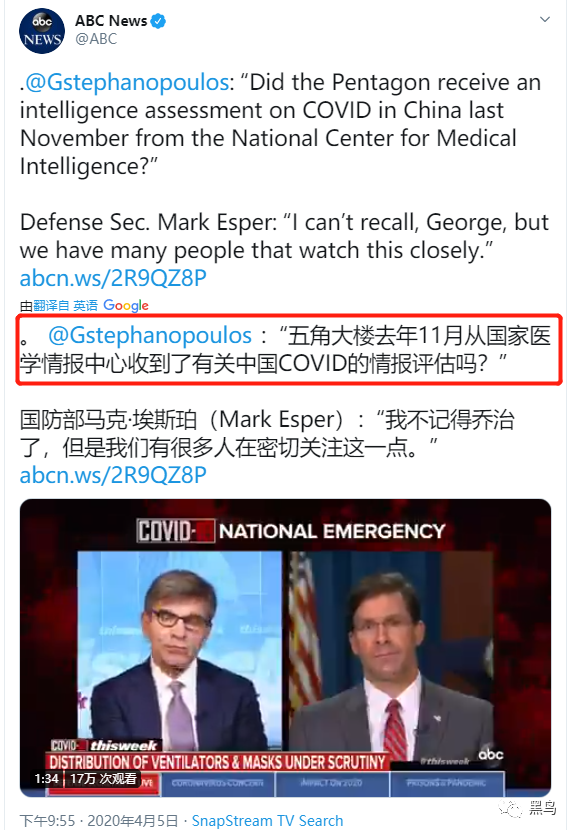 abc
NEWS
ABC News
@ABC
.@Gstephanopoulos: “Did the Pentagon receive an
intelligence assessment on COVID in China last
November from the National Center for Medical
Intelligence?”
Defense Sec. Mark Esper: “I can’t recall, George, but
we have many people that watch this closely.”
abcn.ws/2R9QZ8P
由翻译自 英语 Google
。 @Gstephanopoulos ：“五角大楼去年11月从国家医
学情报中心收到了有关中国COVID的情报评估吗？”
国防部马克·埃斯珀（Mark Esper）:“我不记得乔治
了，但是我们有很多人在密切关注这一点。”
abcn.ws/2R9QZ8P
COVID- NATIONAL EMERGENCY
COVID- thisweek
DISTRIBUTION OF VENTILATORS & MASKS UNDER SCRUTINY
#thisweek
abc
1:34 17万 次观看
CORONAVIRUS CONCERN
IMPACT ON 2020
PRISONS & PANDEMIC
下午9:55 · 2020年4月5日 · SnapStream TV Search
黑鸟